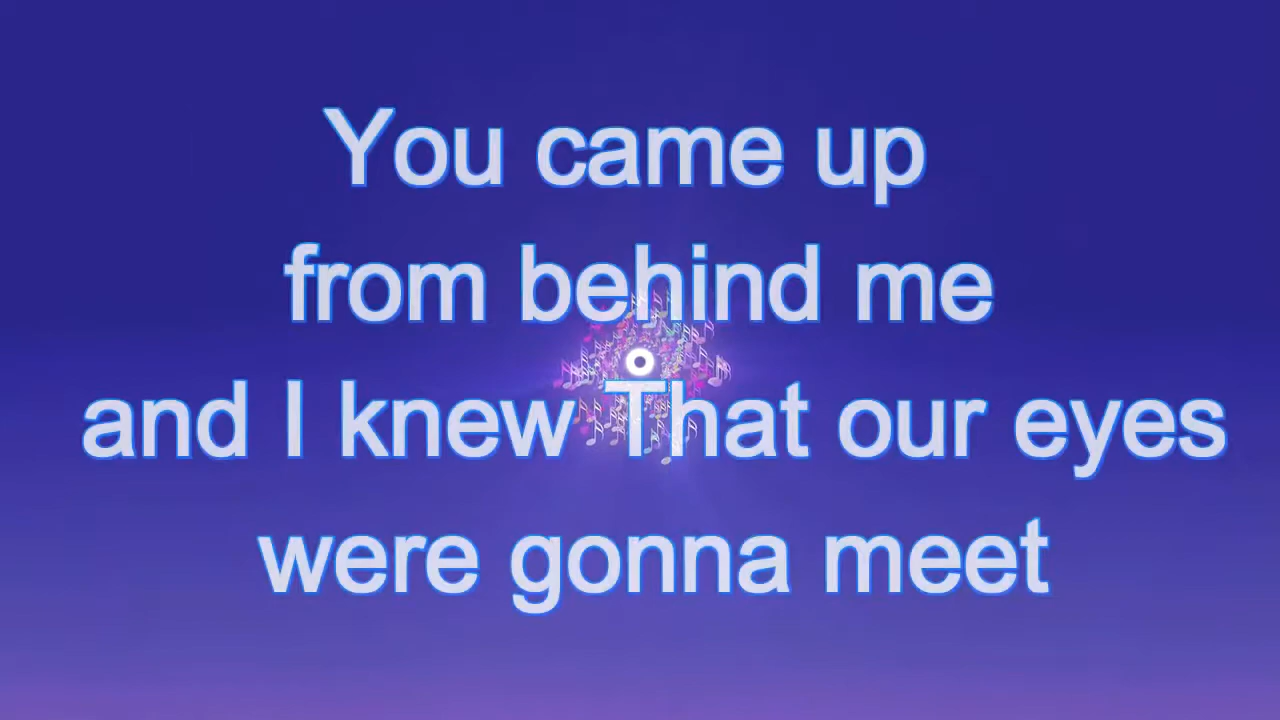 You came up
from behind me
and I knew That our eyes
were gonna meet